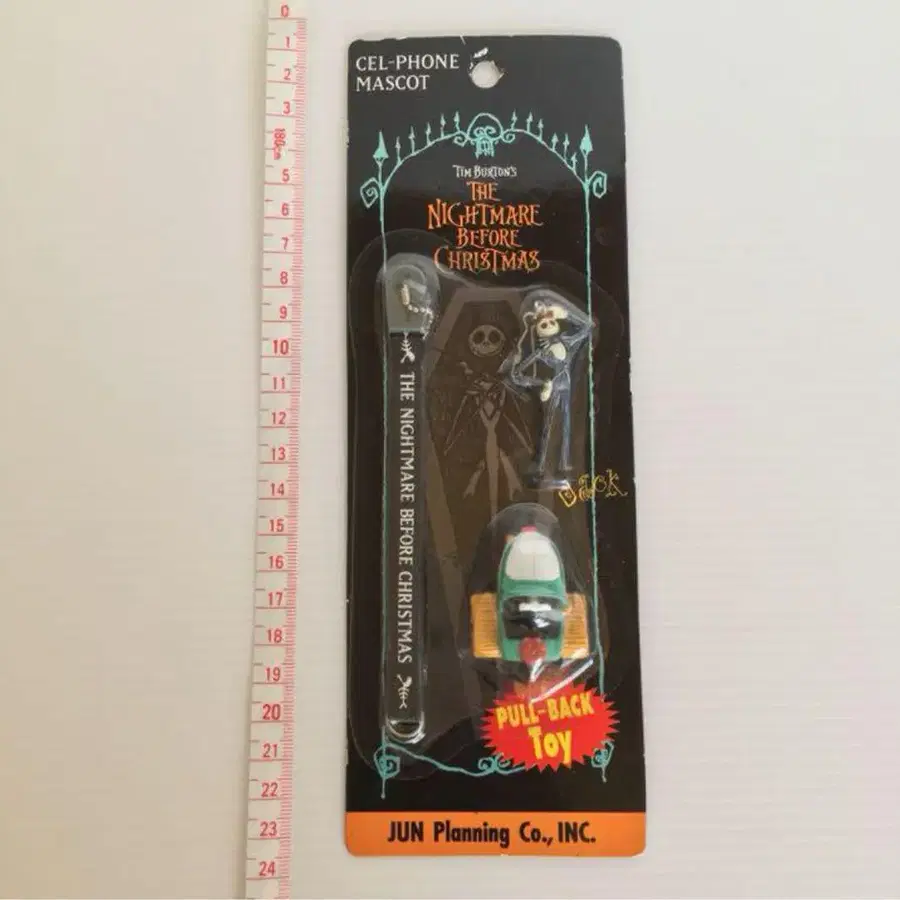 CEL-PHONE
MASCOT
TIM BURTON'S
THE
NIGHTMARE
BEFORE
CHRISTMAS
THE NIGHTMARE BEFORE CHRISTMAS
Jack
PULL-BACK
Toy
JUN Planning Co., INC.
0
1
2
3
180cm
5
6
7
8
9
10
11
12
13
14
15
16
17
18
19
20
21
22
23
24